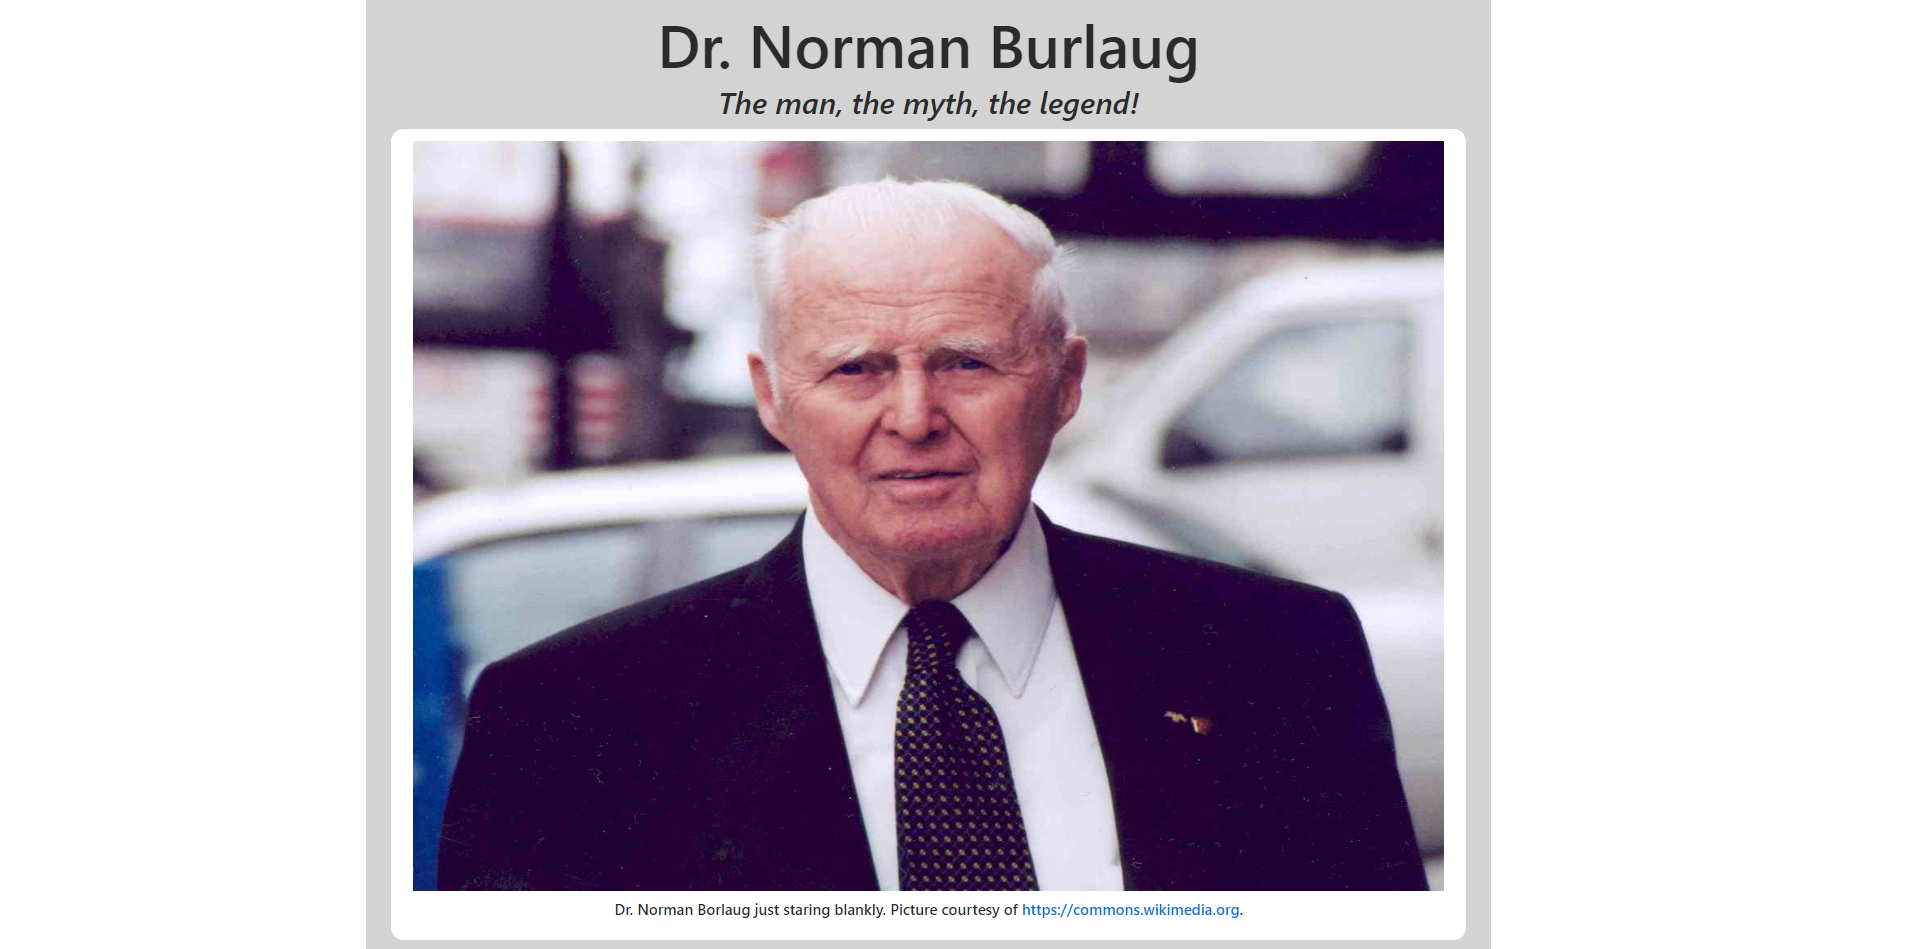 Dr. Norman Burlaug
The man, the myth, the legend!
Dr. Norman Borlaug just staring blankly. Picture courtesy of https://commons.wikimedia.org.